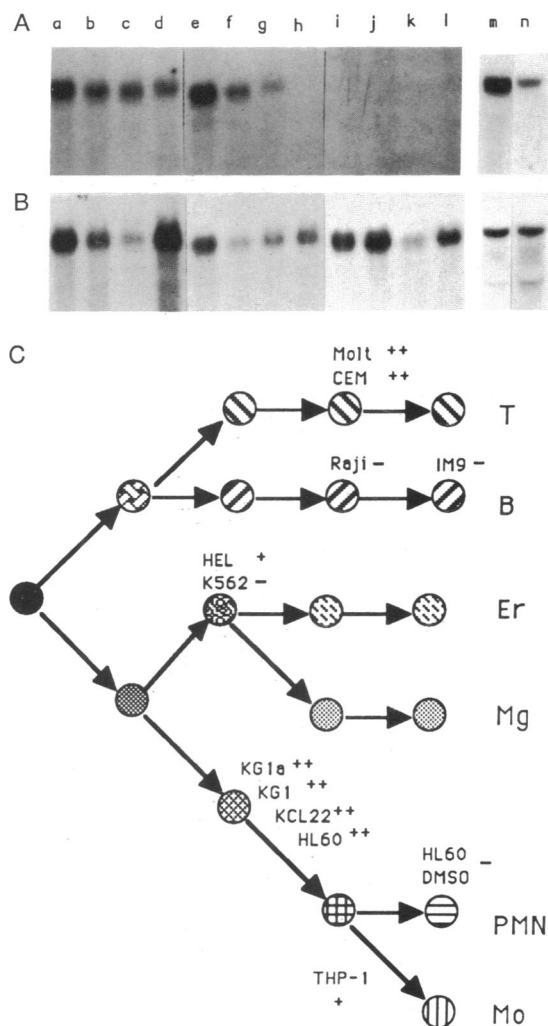 A a b c d e f g h i j k l m n
B
C
Molt ++
CEM ++
T
Raji - IM9 -
B
HEL +
K562 -
Er
Mg
KG1a ++
KG1 ++
KCL22 ++
HL60 ++
HL60 -
DMSO
PMN
THP-1
+
Mo